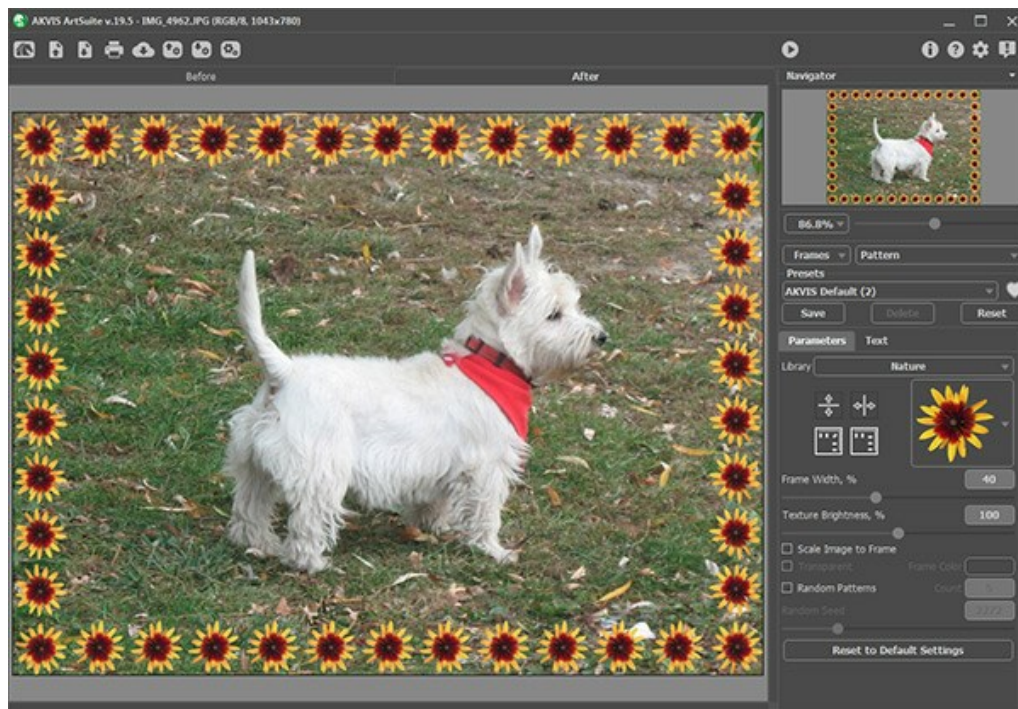 AKVIS ArtSuite v.19.5 - IMG_4962.JPG (RGB/8, 1043x780)
Before
After
Navigator
86.8%
Frames
Pattern
Presets
AKVIS Default (2)
Save
Delete
Reset
Parameters
Text
Library
Nature
Frame Width, %
40
Texture Brightness, %
100
Scale Image to Frame
Transparent
Frame Color
Random Patterns
Count
5
Random Seed
Reset to Default Settings